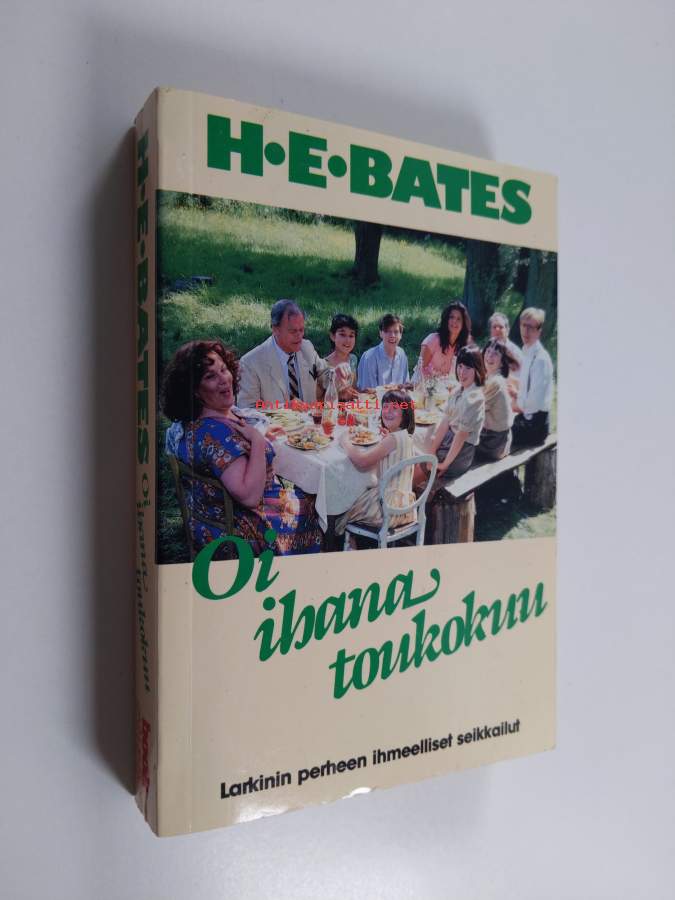 H•E•BATES
Oi
ihana
toukokuu
Larkinin perheen ihmeelliset seikkailut
H•E•BATES Oi ihana toukokuu
Antikvariaatti.net